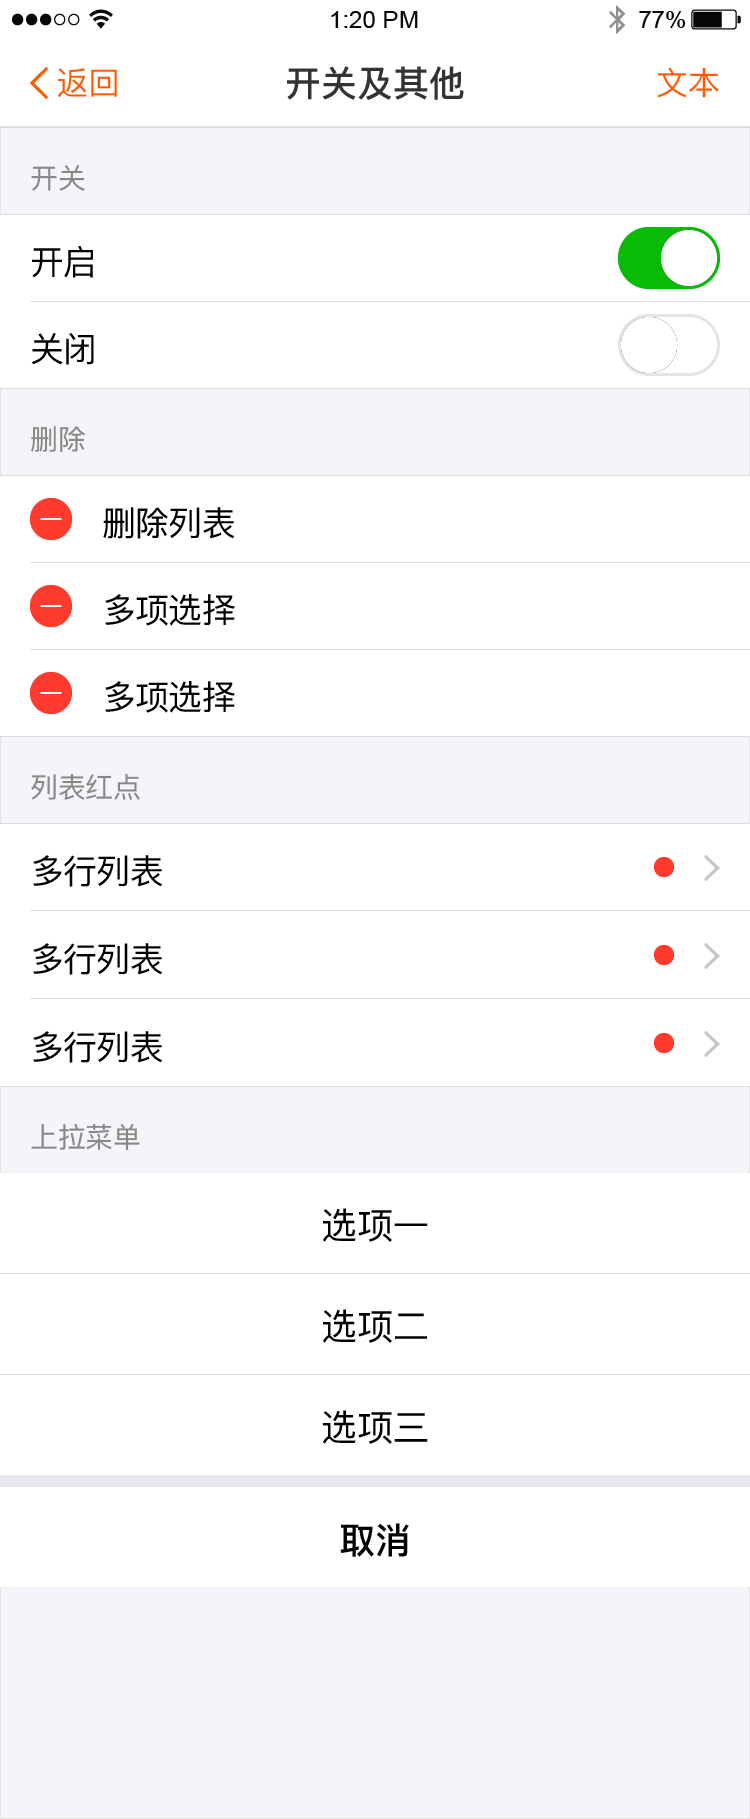 1:20 PM 77%
返回 开关及其他 文本
开关
开启
关闭
删除
删除列表
多项选择
多项选择
列表红点
多行列表
多行列表
多行列表
上拉菜单
选项一
选项二
选项三
取消